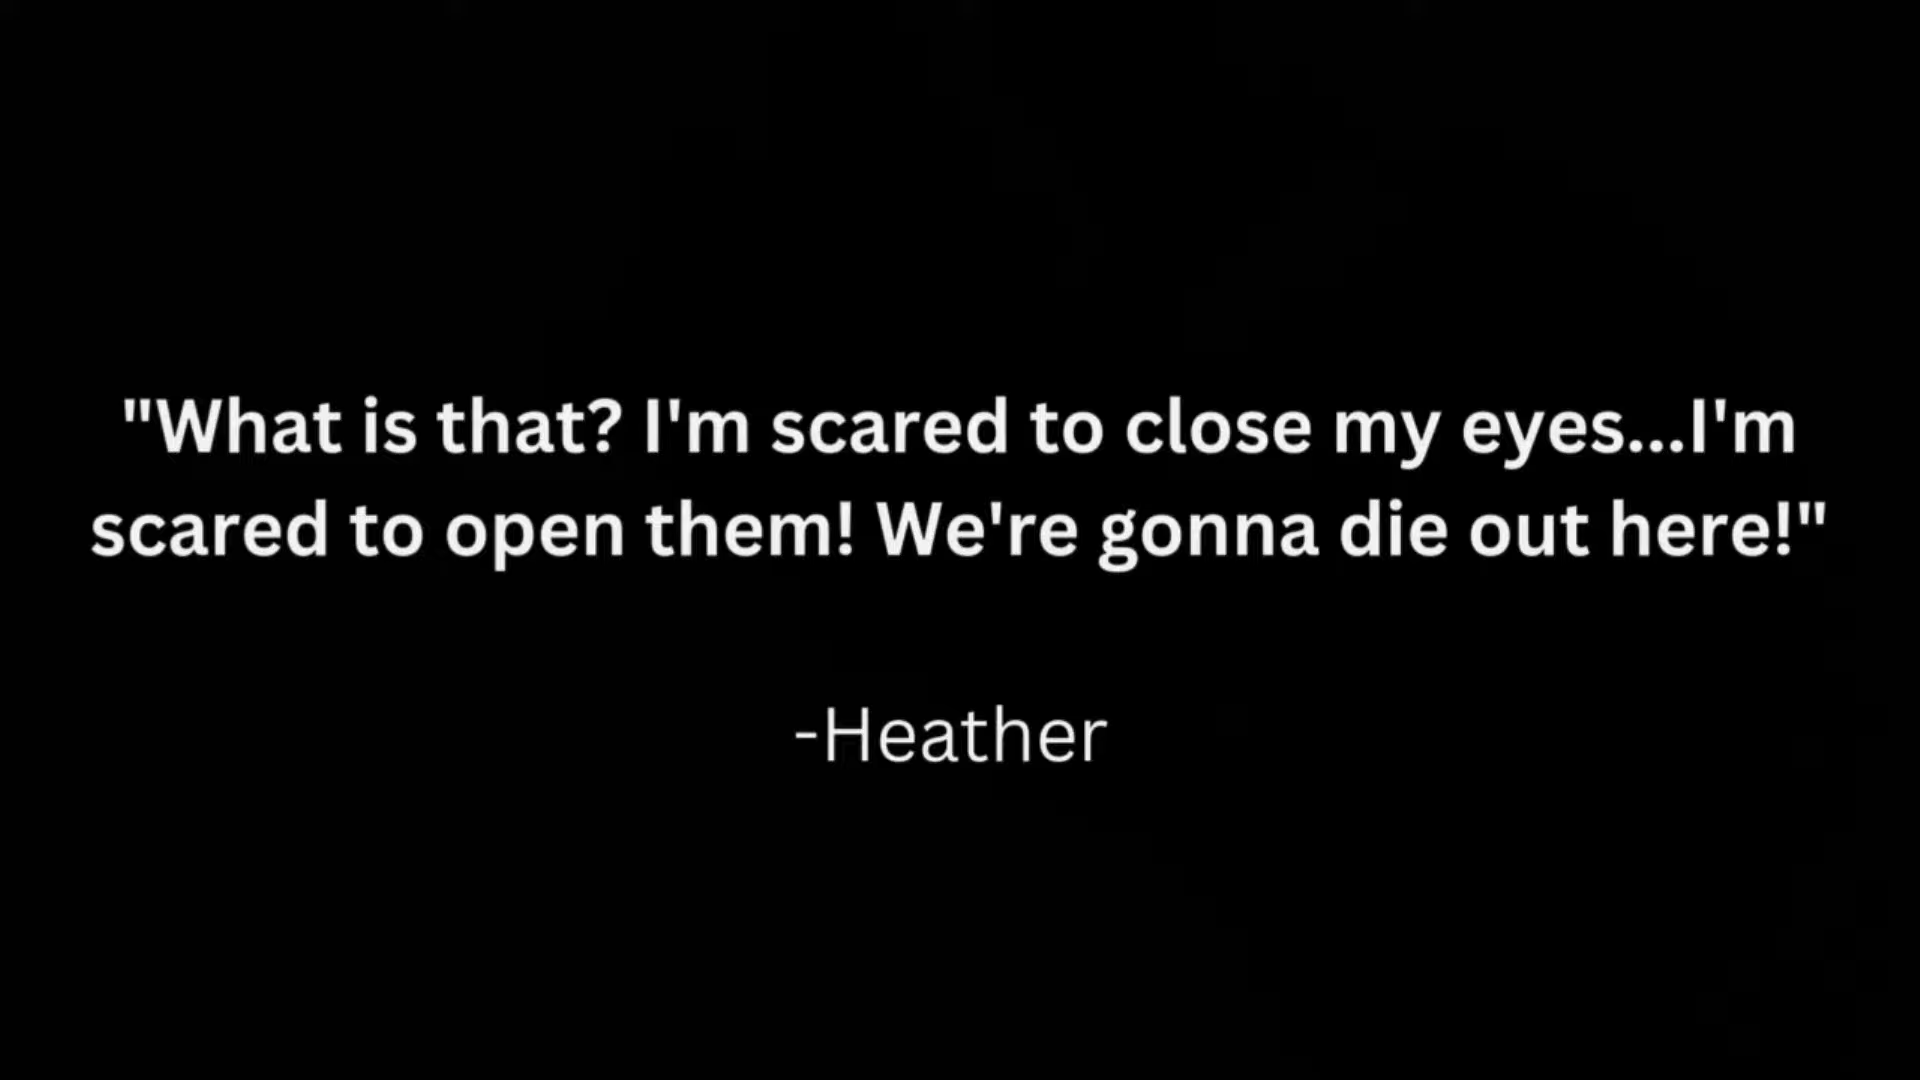 "What is that? I'm scared to close my eyes...I'm
scared to open them! We're gonna die out here!"
-Heather